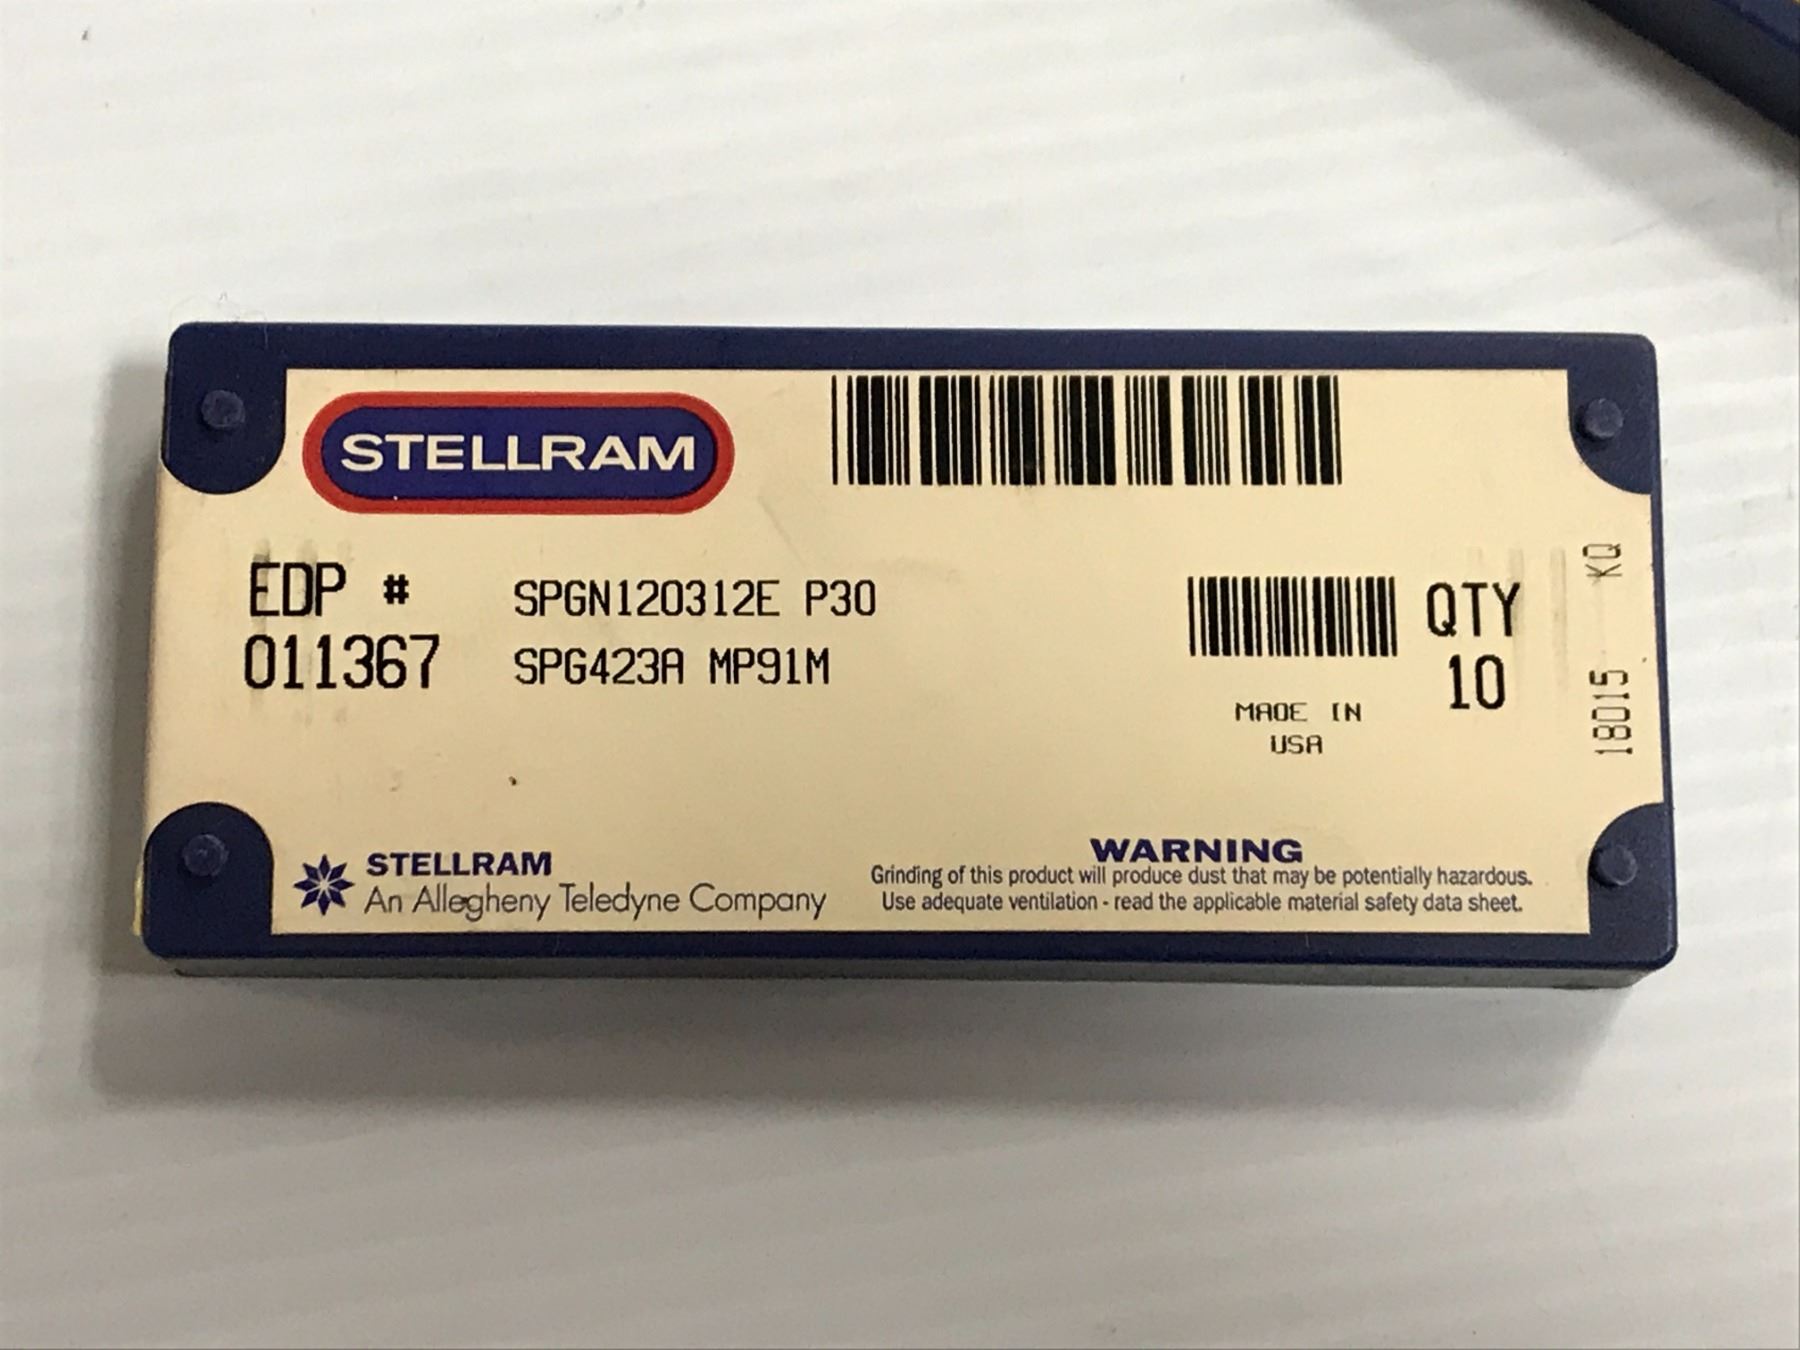 STELLRAM
EDP #
011367
SPGN120312E P30
SPG423A MP91M
QTY
10
MADE IN
USA
18015 KQ
STELLRAM
An Allegheny Teledyne Company
WARNING
Grinding of this product will produce dust that may be potentially hazardous.
Use adequate ventilation - read the applicable material safety data sheet.